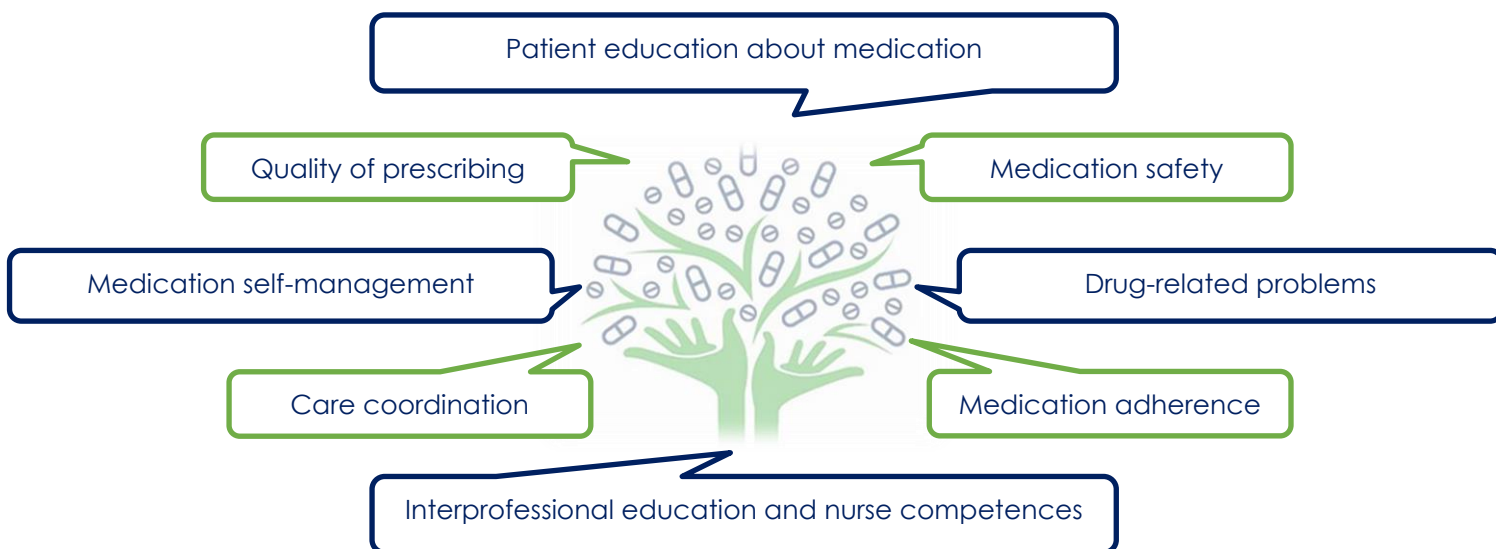 Patient education about medication
Quality of prescribing
Medication safety
Medication self-management
Drug-related problems
Care coordination
Medication adherence
Interprofessional education and nurse competences